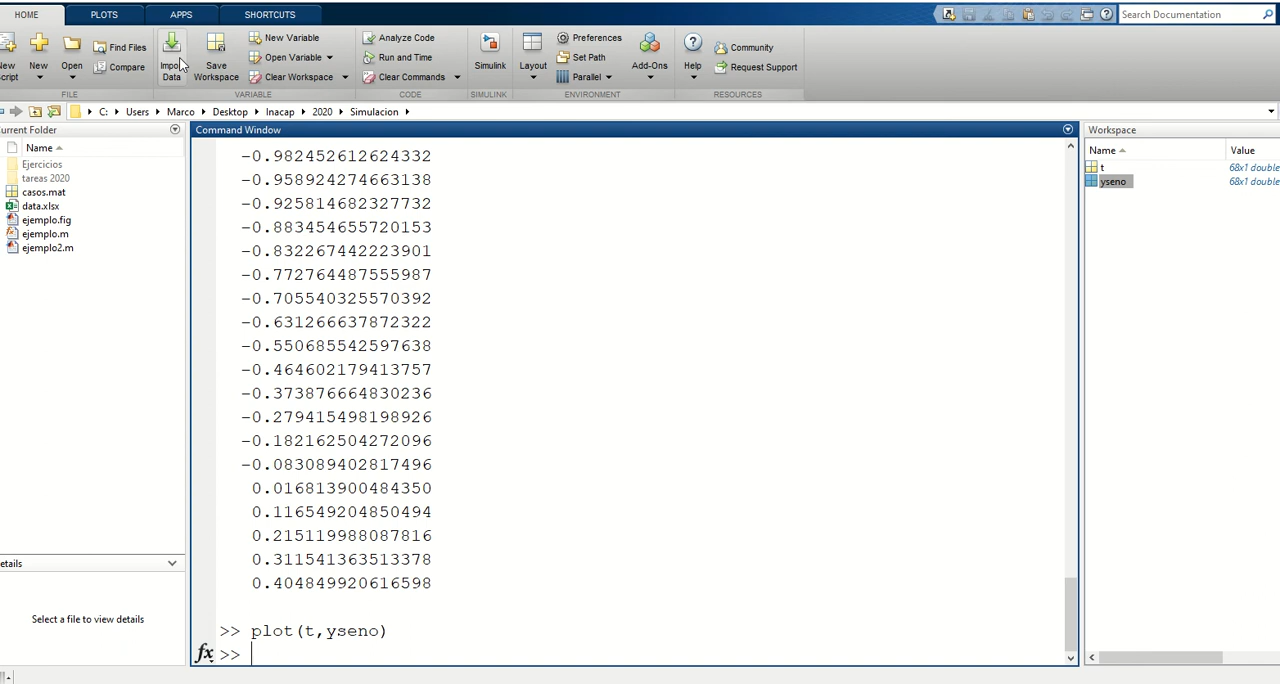 HOME PLOTS APPS SHORTCUTS Search Documentation
New Script New Open Find Files Compare
Import Data Save Workspace New Variable Open Variable Clear Workspace
Analyze Code Run and Time Clear Commands
Simulink Layout Preferences Set Path Parallel Add-Ons
Help Community Request Support
FILE VARIABLE CODE SIMULINK ENVIRONMENT RESOURCES
C: Users Marco Desktop Inacap 2020 Simulacion
urrent Folder
Name
Ejercicios
tareas 2020
casos.mat
data.xlsx
ejemplo.fig
ejemplo.m
ejemplo2.m
etails
Select a file to view details
Command Window
-0.982452612624332
-0.958924274663138
-0.925814682327732
-0.883454655720153
-0.832267442223901
-0.772764487555987
-0.705540325570392
-0.631266637872322
-0.550685542597638
-0.464602179413757
-0.373876664830236
-0.279415498198926
-0.182162504272096
-0.083089402817496
0.016813900484350
0.116549204850494
0.215119988087816
0.311541363513378
0.404849920616598
>> plot(t,yseno)
fx >>
Workspace
Name Value
t 68x1 double
yseno 68x1 double